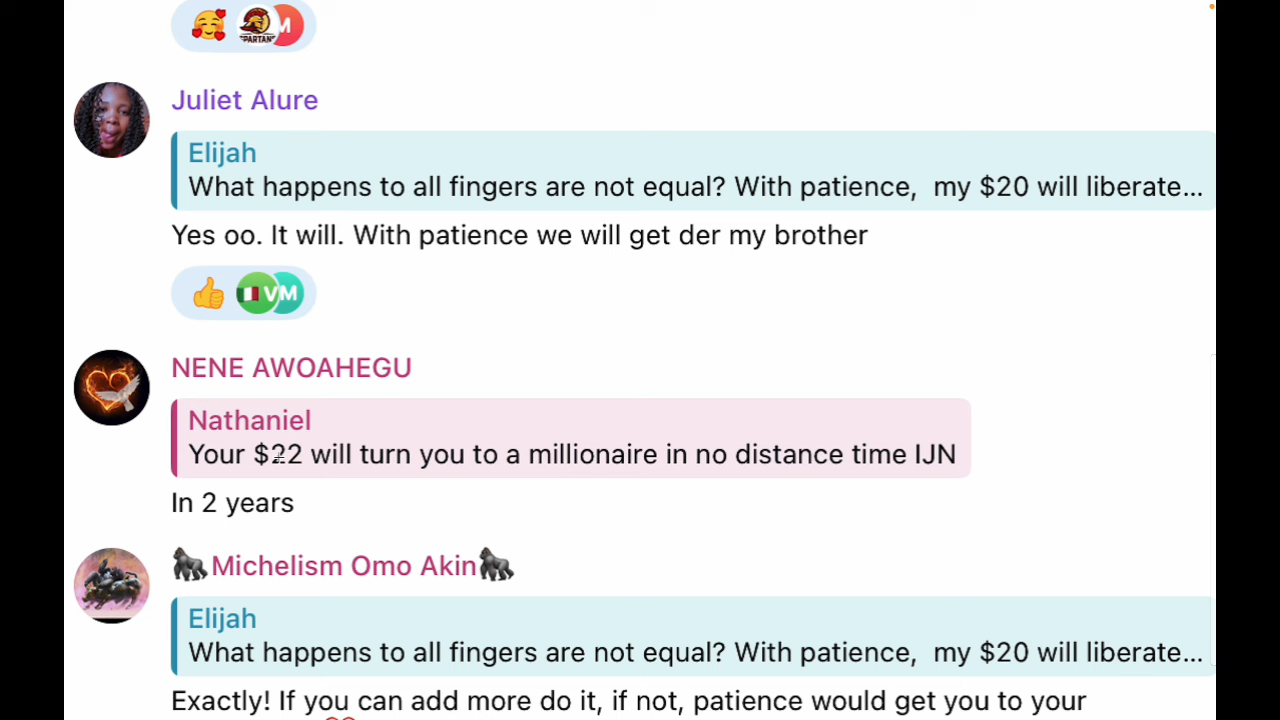 PARTAN M
Juliet Alure
Elijah
What happens to all fingers are not equal? With patience, my $20 will liberate...
Yes oo. It will. With patience we will get der my brother
V M
NENE AWOAHEGU
Nathaniel
Your $22 will turn you to a millionaire in no distance time IJN
In 2 years
🦍Michelism Omo Akin🦍
Elijah
What happens to all fingers are not equal? With patience, my $20 will liberate...
Exactly! If you can add more do it, if not, patience would get you to your